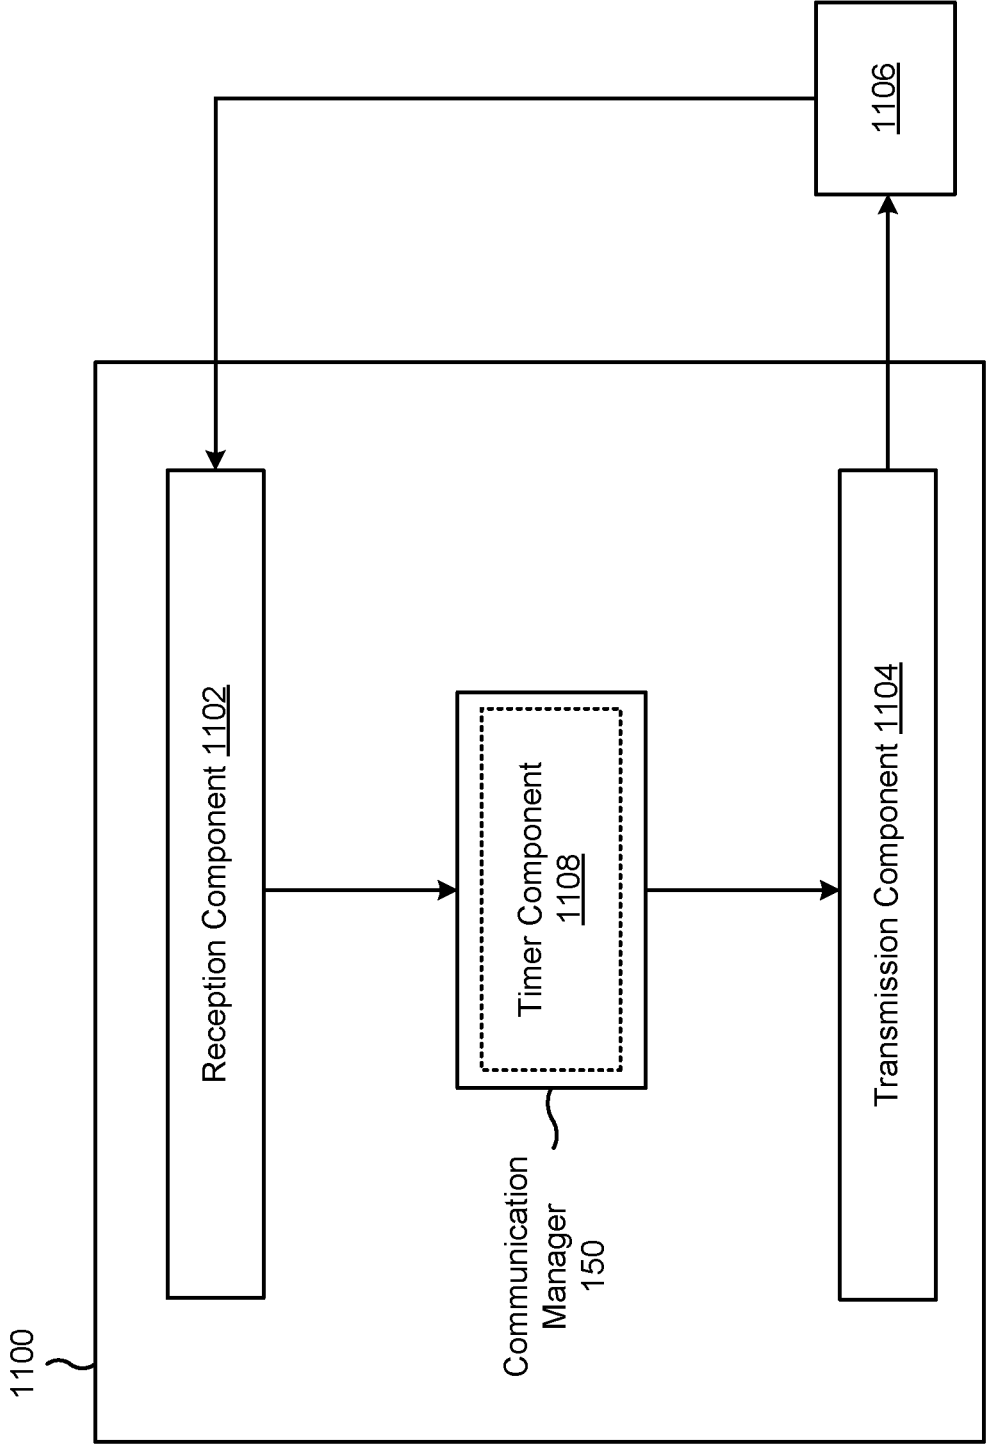 1100
Reception Component 1102
Communication
Manager
150
Timer Component
1108
Transmission Component 1104
1106